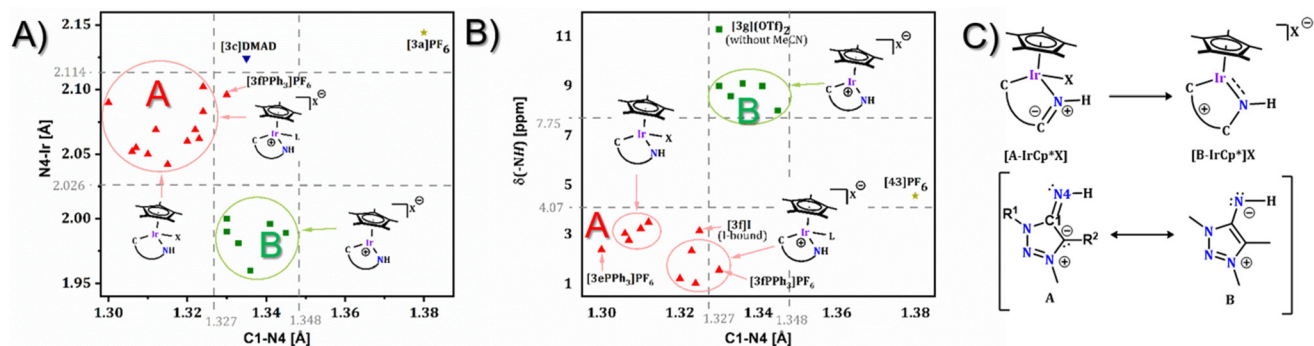 A)
N4-Ir [Å]
2.15
2.114
2.10
2.05
2.026
2.00
1.95
[3c]DMAD
[3a]PF6
[3fPPh3]PF6
A
B
Ir
X
C
NH
Ir
L
C
NH
X⊖
⊕
Ir
C
NH
X⊖
⊕
1.30 1.32 1.34 1.36 1.38
1.327 1.348
C1-N4 [Å]
B)
δ(-NH) [ppm]
11
9
7.75
7
5
4.07
3
1
[3g](OTf)2
(without MeCN)
B
A
Ir
X
C
NH
Ir
C
NH
X⊖
⊕
Ir
L
C
NH
X⊖
⊕
[43]PF6
[3f]I
(I-bound)
[3ePPh3]PF6
[3fPPh3]PF6
1.30 1.32 1.34 1.36 1.38
1.327 1.348
C1-N4 [Å]
C)
Ir
X
C
⊖
C
N
H
⊕
[A-IrCp*X]
X⊖
Ir
C
⊕
N
H
[B-IrCp*]X
N4
H
R1
C1
⊖
R2
N
N
N
⊕
A
N
H
⊖
N
N
N
⊕
B